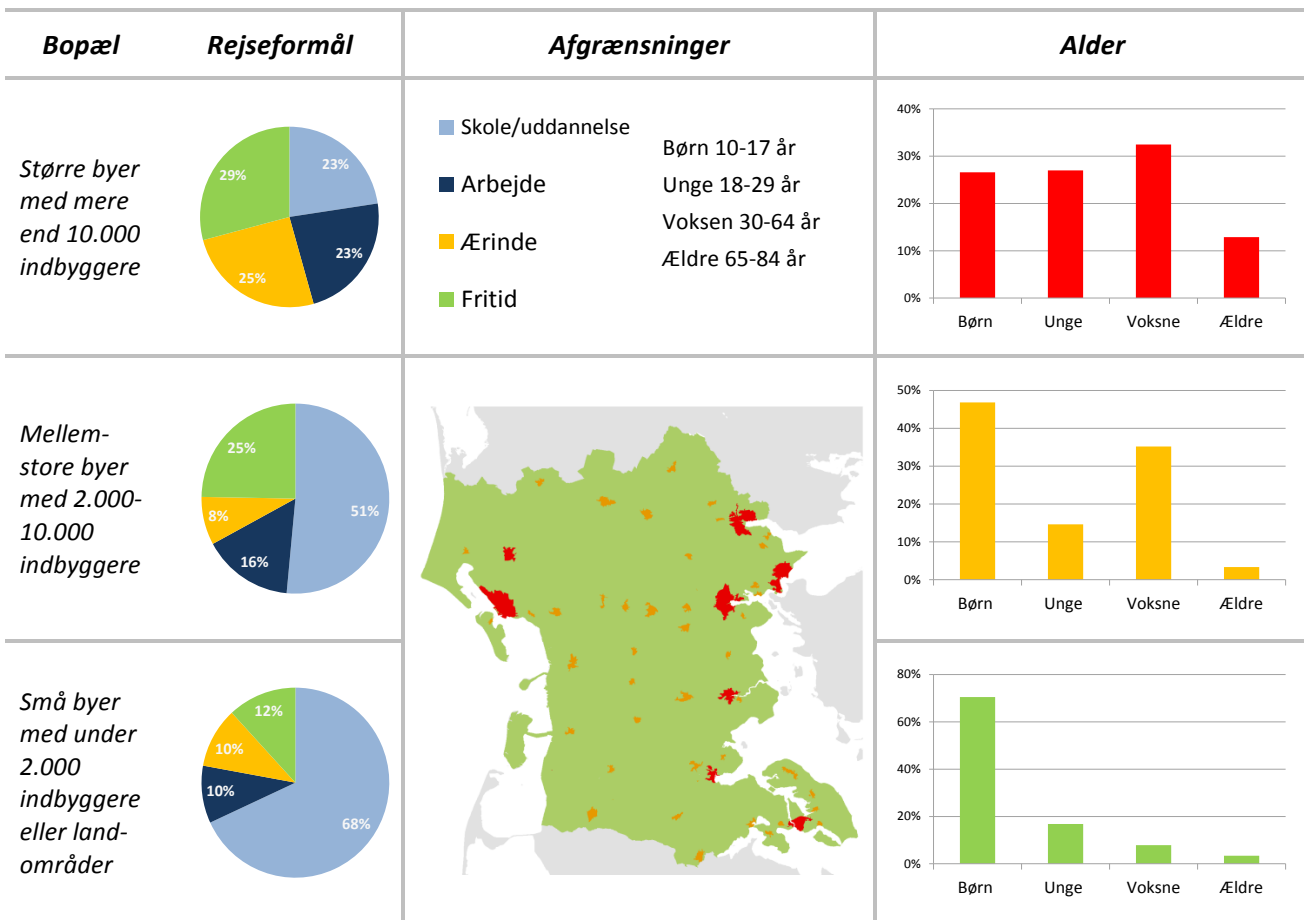 Bopæl
Rejseformål
Afgrænsninger
Alder
Større byer
med mere
end 10.000
indbyggere
23%
23%
25%
29%
Skole/uddannelse
Arbejde
Ærinde
Fritid
Børn 10-17 år
Unge 18-29 år
Voksen 30-64 år
Ældre 65-84 år
40%
30%
20%
10%
0%
Børn
Unge
Voksne
Ældre
Mellem-
store byer
med 2.000-
10.000
indbyggere
51%
16%
8%
25%
50%
40%
30%
20%
10%
0%
Børn
Unge
Voksne
Ældre
Små byer
med under
2.000
indbyggere
eller land-
områder
68%
10%
10%
12%
80%
60%
40%
20%
0%
Børn
Unge
Voksne
Ældre